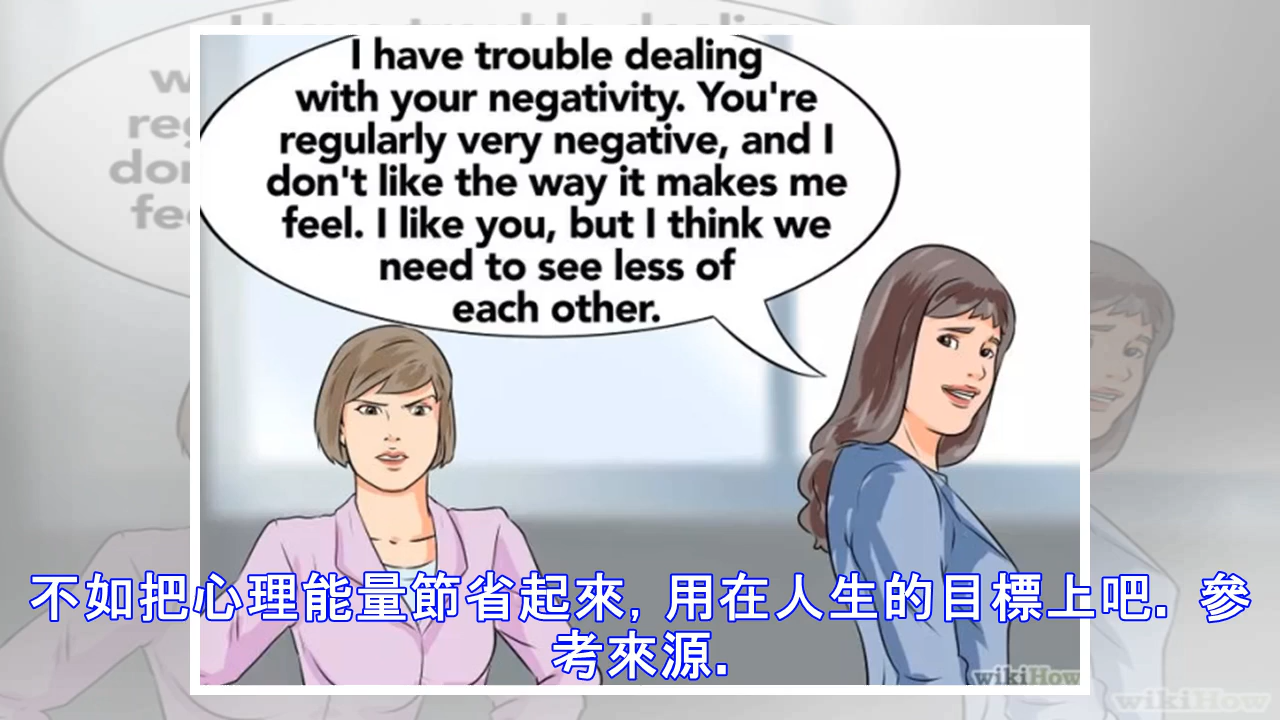 I have trouble dealing
with your negativity. You're
regularly very negative, and I
don't like the way it makes me
feel. I like you, but I think we
need to see less of
each other.
不如把心理能量節省起來, 用在人生的目標上吧. 參
考來源.
wikiHow
wikiHow